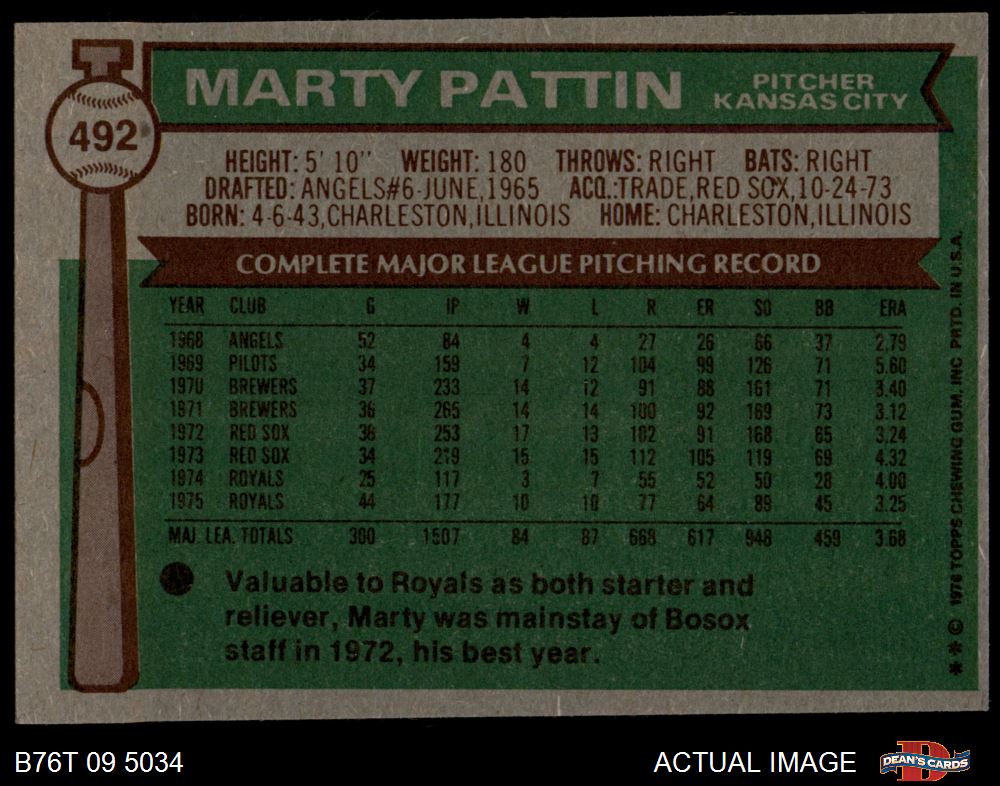 492
MARTY PATTIN
PITCHER
KANSAS CITY
HEIGHT: 5' 10" WEIGHT: 180 THROWS: RIGHT BATS: RIGHT
DRAFTED: ANGELS#6-JUNE,1965 ACQ.:TRADE,RED SOX,10-24-73
BORN: 4-6-43,CHARLESTON,ILLINOIS HOME: CHARLESTON,ILLINOIS
COMPLETE MAJOR LEAGUE PITCHING RECORD
YEAR CLUB G IP W L R ER SO BB ERA
1968 ANGELS 52 84 4 4 27 26 66 37 2.79
1969 PILOTS 34 159 7 12 104 99 126 71 5.60
1970 BREWERS 37 233 14 12 91 88 161 71 3.40
1971 BREWERS 36 265 14 14 100 92 169 73 3.12
1972 RED SOX 38 253 17 13 102 91 168 65 3.24
1973 RED SOX 34 219 15 15 112 105 119 69 4.32
1974 ROYALS 25 117 3 7 55 52 50 28 4.00
1975 ROYALS 44 177 10 10 77 64 89 45 3.25
MAJ. LEA. TOTALS 300 1507 84 87 668 617 948 459 3.68
Valuable to Royals as both starter and
reliever, Marty was mainstay of Bosox
staff in 1972, his best year.
* * © 1976 TOPPS CHEWING GUM, INC. PRTD. IN U.S.A.
B76T 09 5034
ACTUAL IMAGE
DEAN'S CARDS